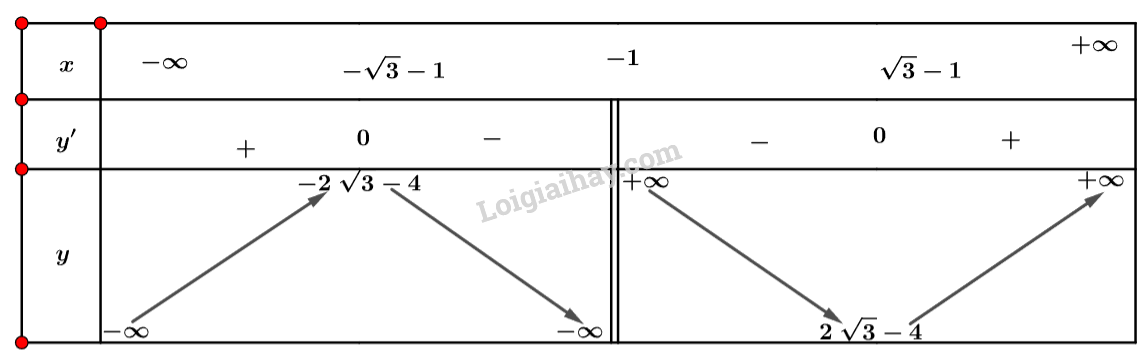 x −∞ −√3 − 1 −1 √3 − 1 +∞
y′ + 0 − − 0 +
−2 √3 − 4 +∞ +∞
Loigiaihay.com
y
−∞ −∞ 2 √3 − 4